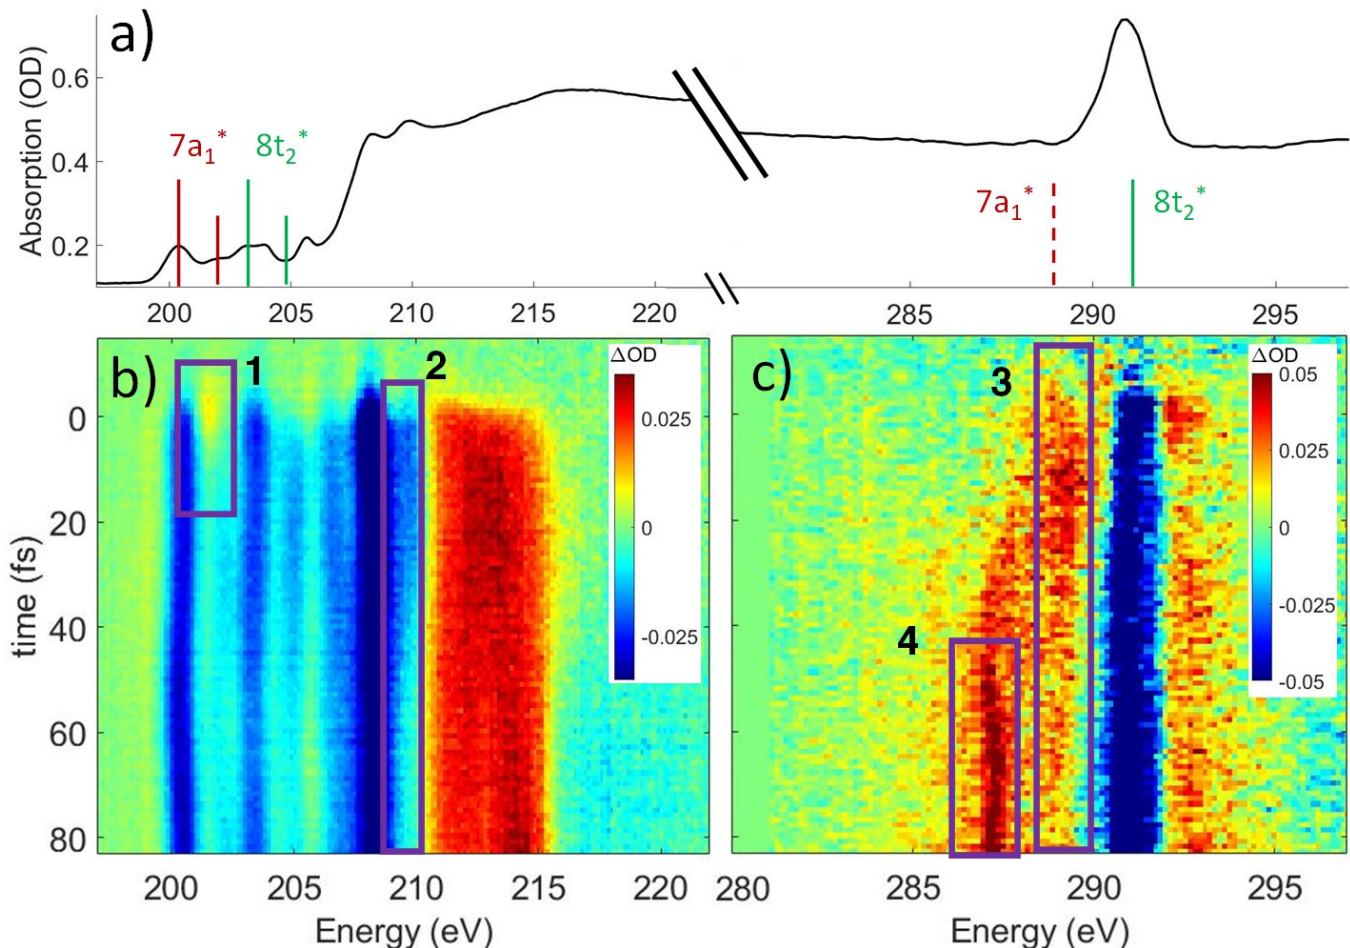 a)
Absorption (OD)
0.6
0.4
0.2
7a₁* 8t₂*
7a₁* 8t₂*
200 205 210 215 220 285 290 295
b) 1 2 ΔOD
0.025
0
-0.025
c) 3 4 ΔOD
0.05
0.025
0
-0.025
-0.05
time (fs)
0
20
40
60
80
200 205 210 215 220 280 285 290 295
Energy (eV) Energy (eV)